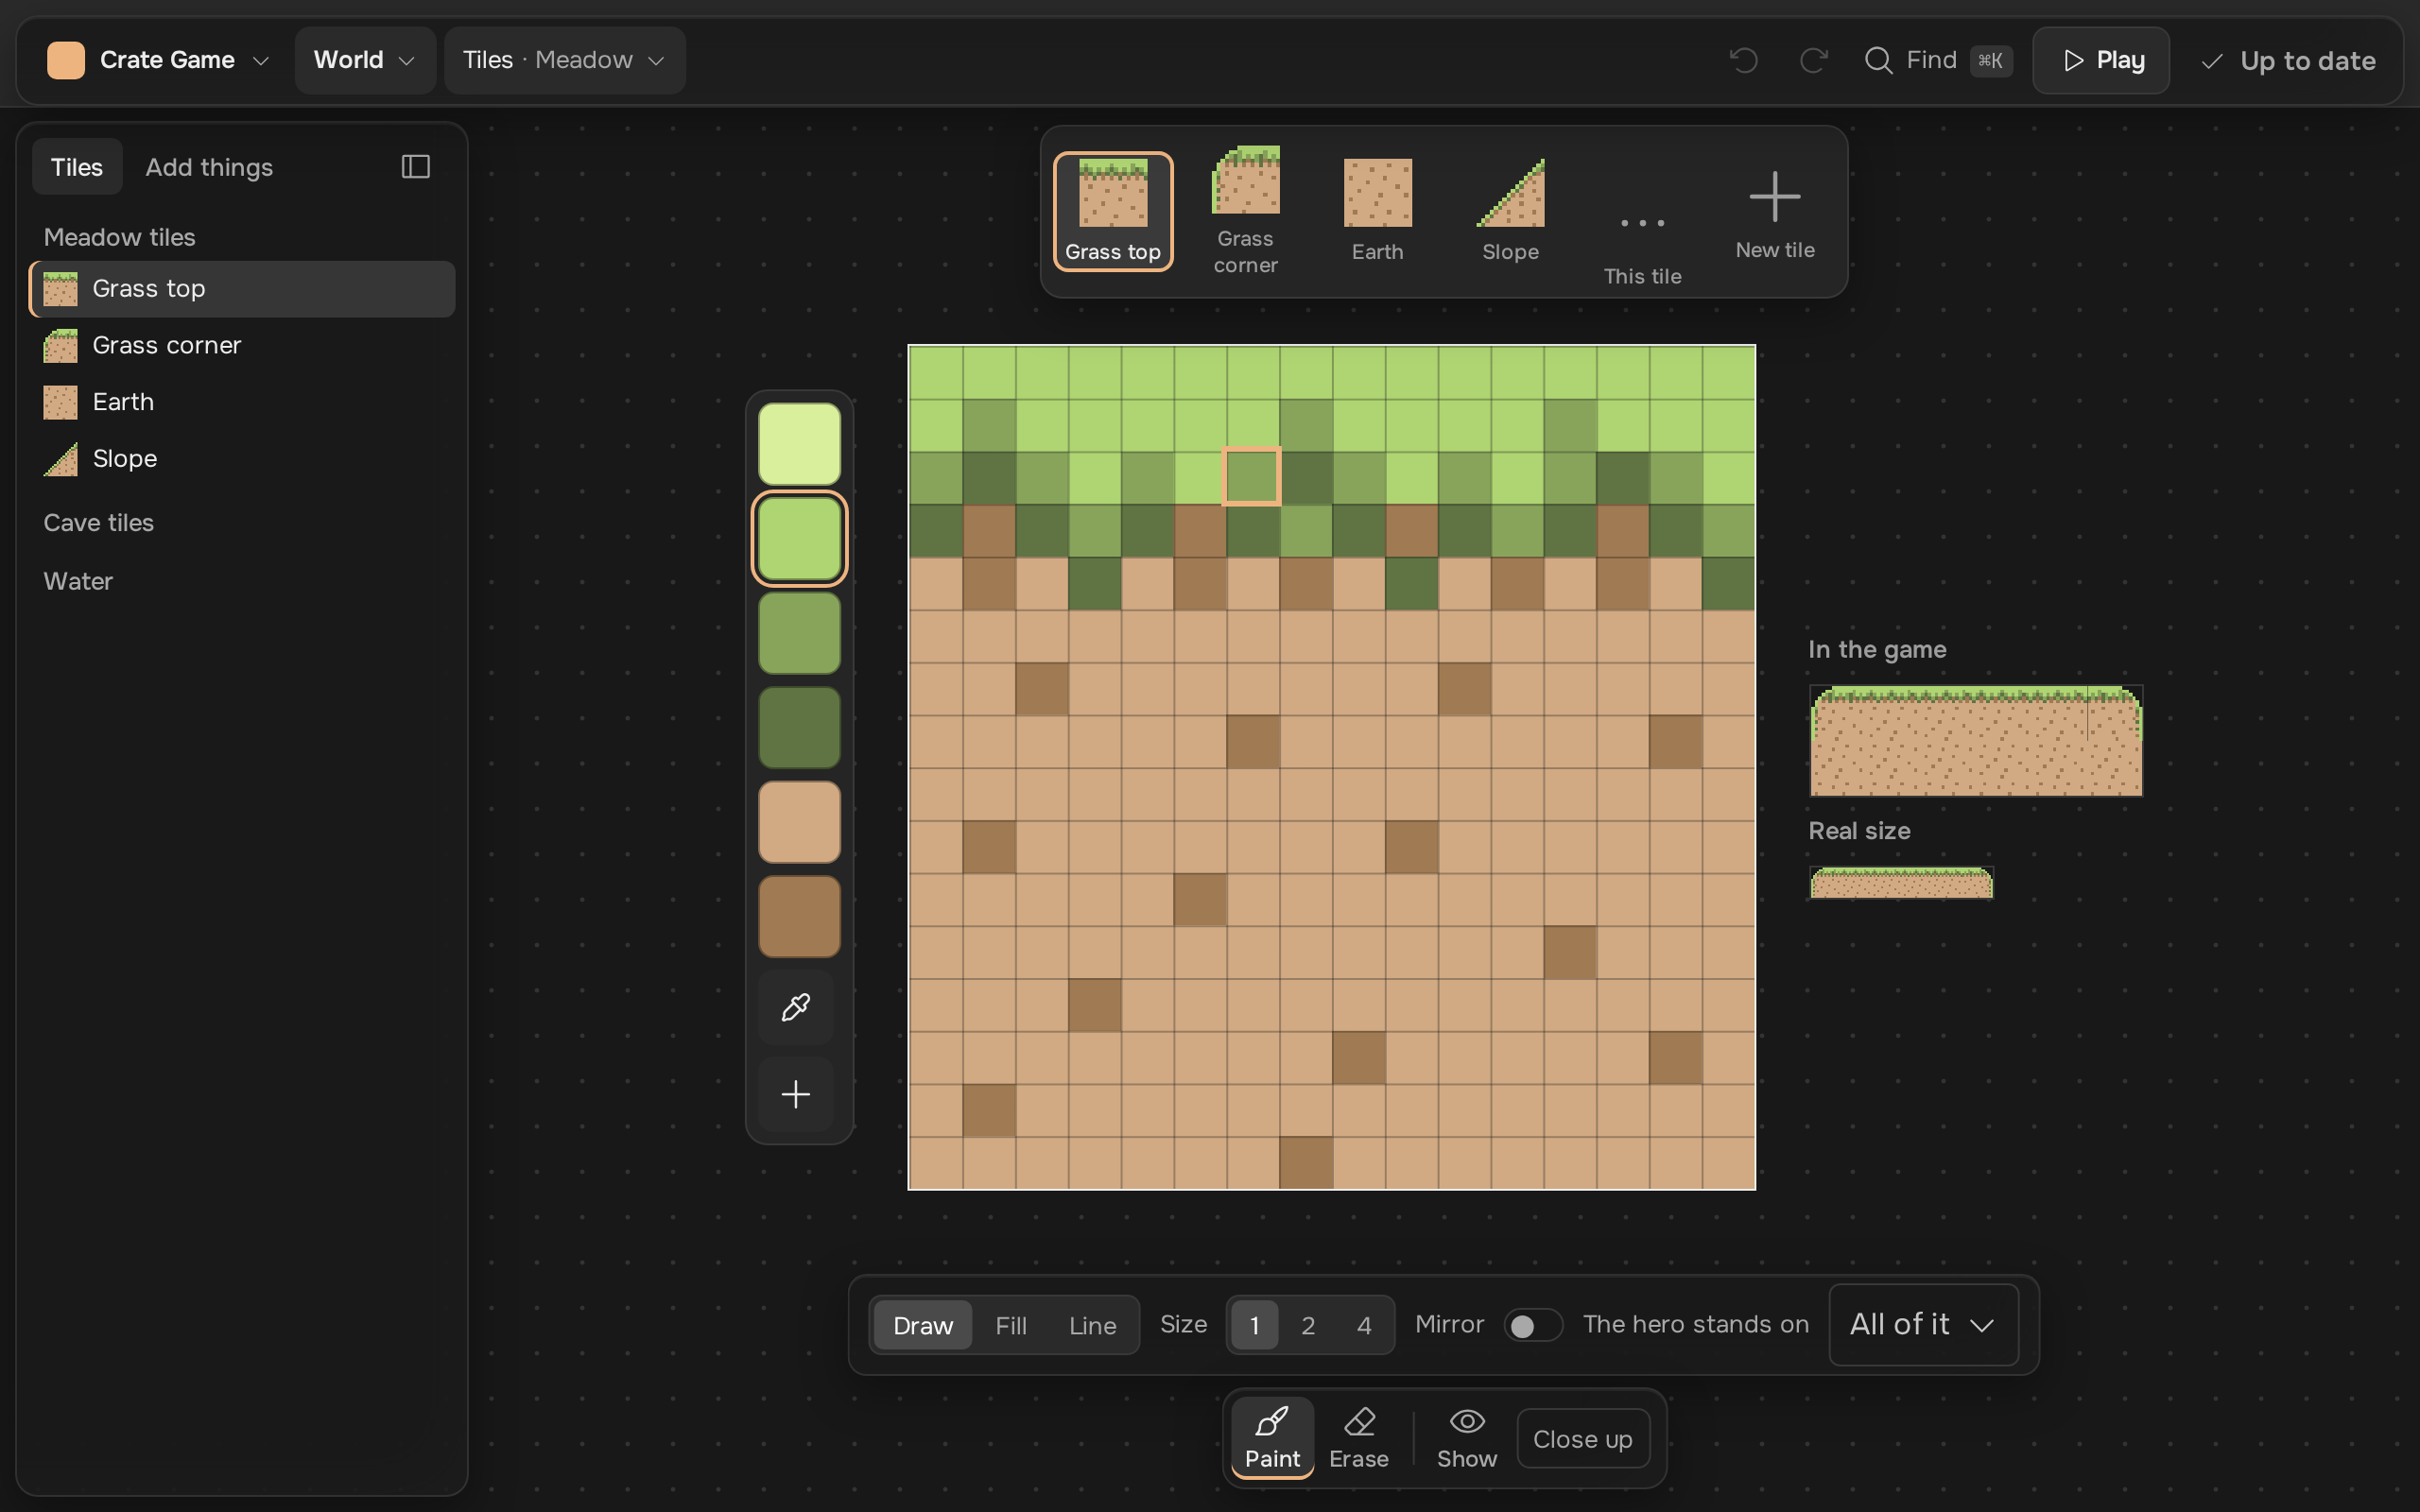 Crate Game
World
Tiles · Meadow
Find ⌘K
Play
Up to date
Tiles
Add things
Meadow tiles
Grass top
Grass corner
Earth
Slope
Cave tiles
Water
Grass top
Grass
corner
Earth
Slope
This tile
New tile
In the game
Real size
Draw
Fill
Line
Size
1
2
4
Mirror
The hero stands on
All of it
Paint
Erase
Show
Close up